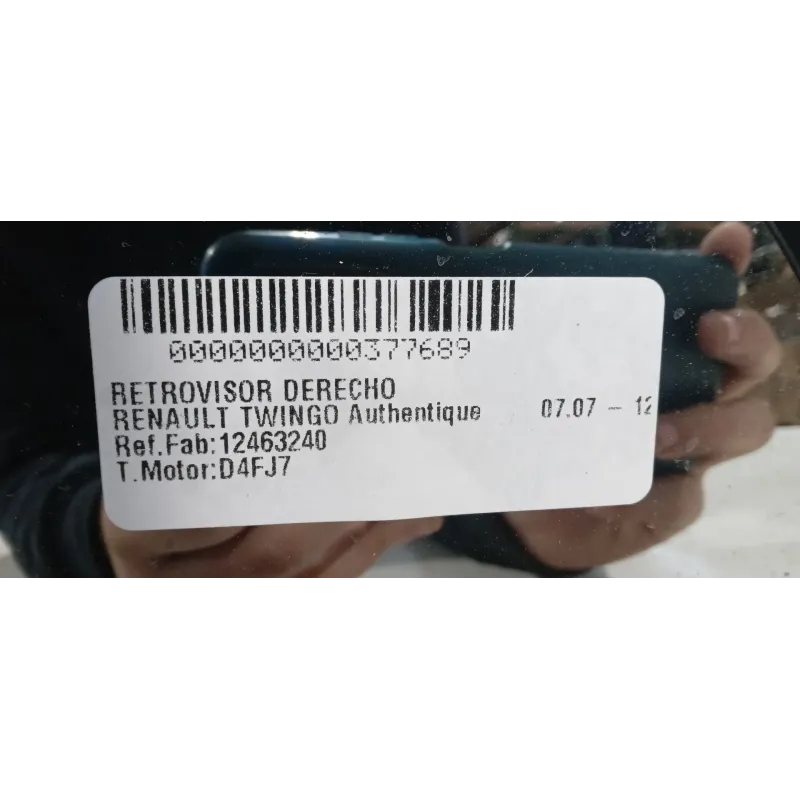 0000000000377689
RETROVISOR DERECHO
RENAULT TWINGO Authentique 07.07 - 12
Ref.Fab:12463240
T.Motor:D4FJ7